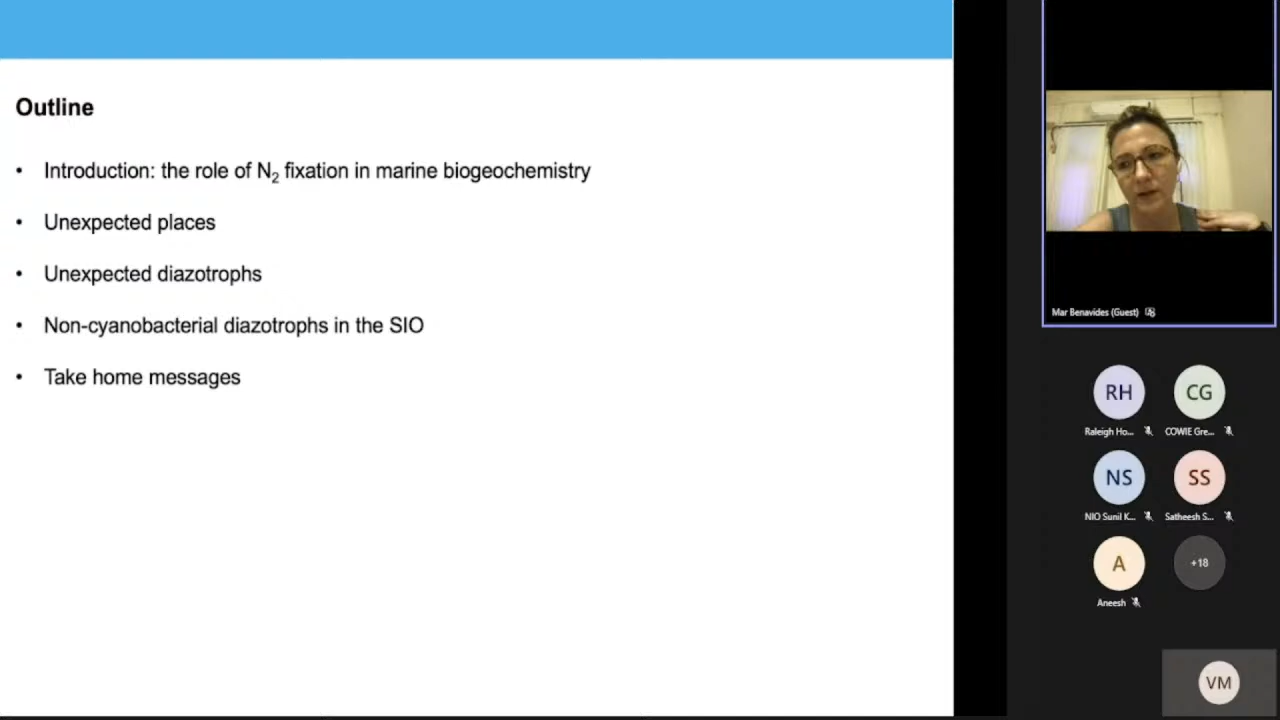 Outline
• Introduction: the role of N₂ fixation in marine biogeochemistry
• Unexpected places
• Unexpected diazotrophs
• Non-cyanobacterial diazotrophs in the SIO
• Take home messages
Mar Benavides (Guest)
RH
CG
Raleigh Ho...
COWIE Gre...
NS
SS
NIO Sunil K...
Satheesh S...
A
+18
Aneesh
VM